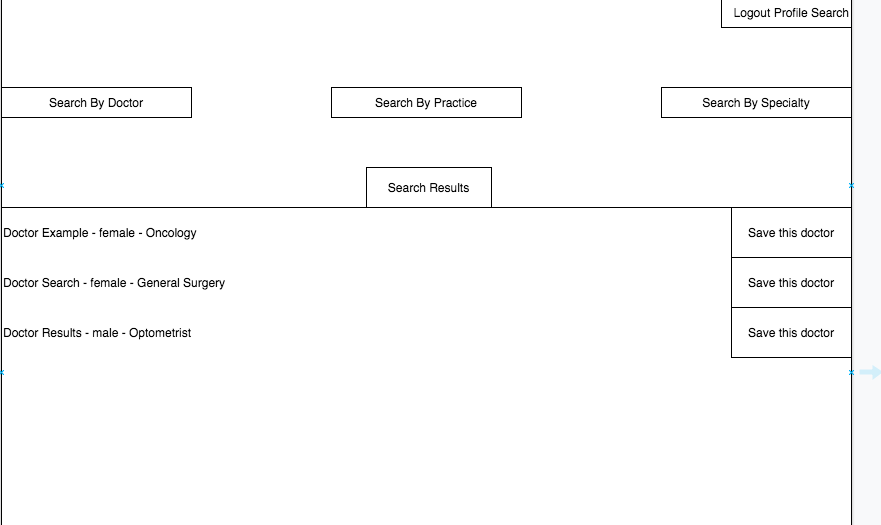 Logout Profile Search
Search By Doctor
Search By Practice
Search By Specialty
Search Results
Doctor Example - female - Oncology
Save this doctor
Doctor Search - female - General Surgery
Save this doctor
Doctor Results - male - Optometrist
Save this doctor